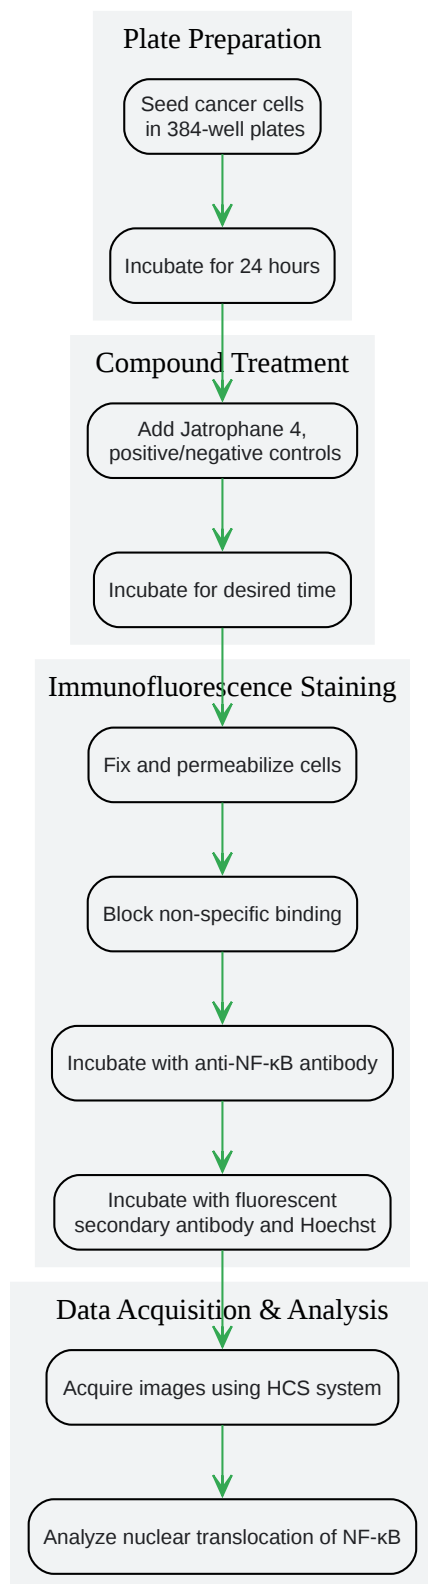 Plate Preparation
Seed cancer cells
in 384-well plates
Incubate for 24 hours
Compound Treatment
Add Jatrophane 4,
positive/negative controls
Incubate for desired time
Immunofluorescence Staining
Fix and permeabilize cells
Block non-specific binding
Incubate with anti-NF-κB antibody
Incubate with fluorescent
secondary antibody and Hoechst
Data Acquisition & Analysis
Acquire images using HCS system
Analyze nuclear translocation of NF-κB